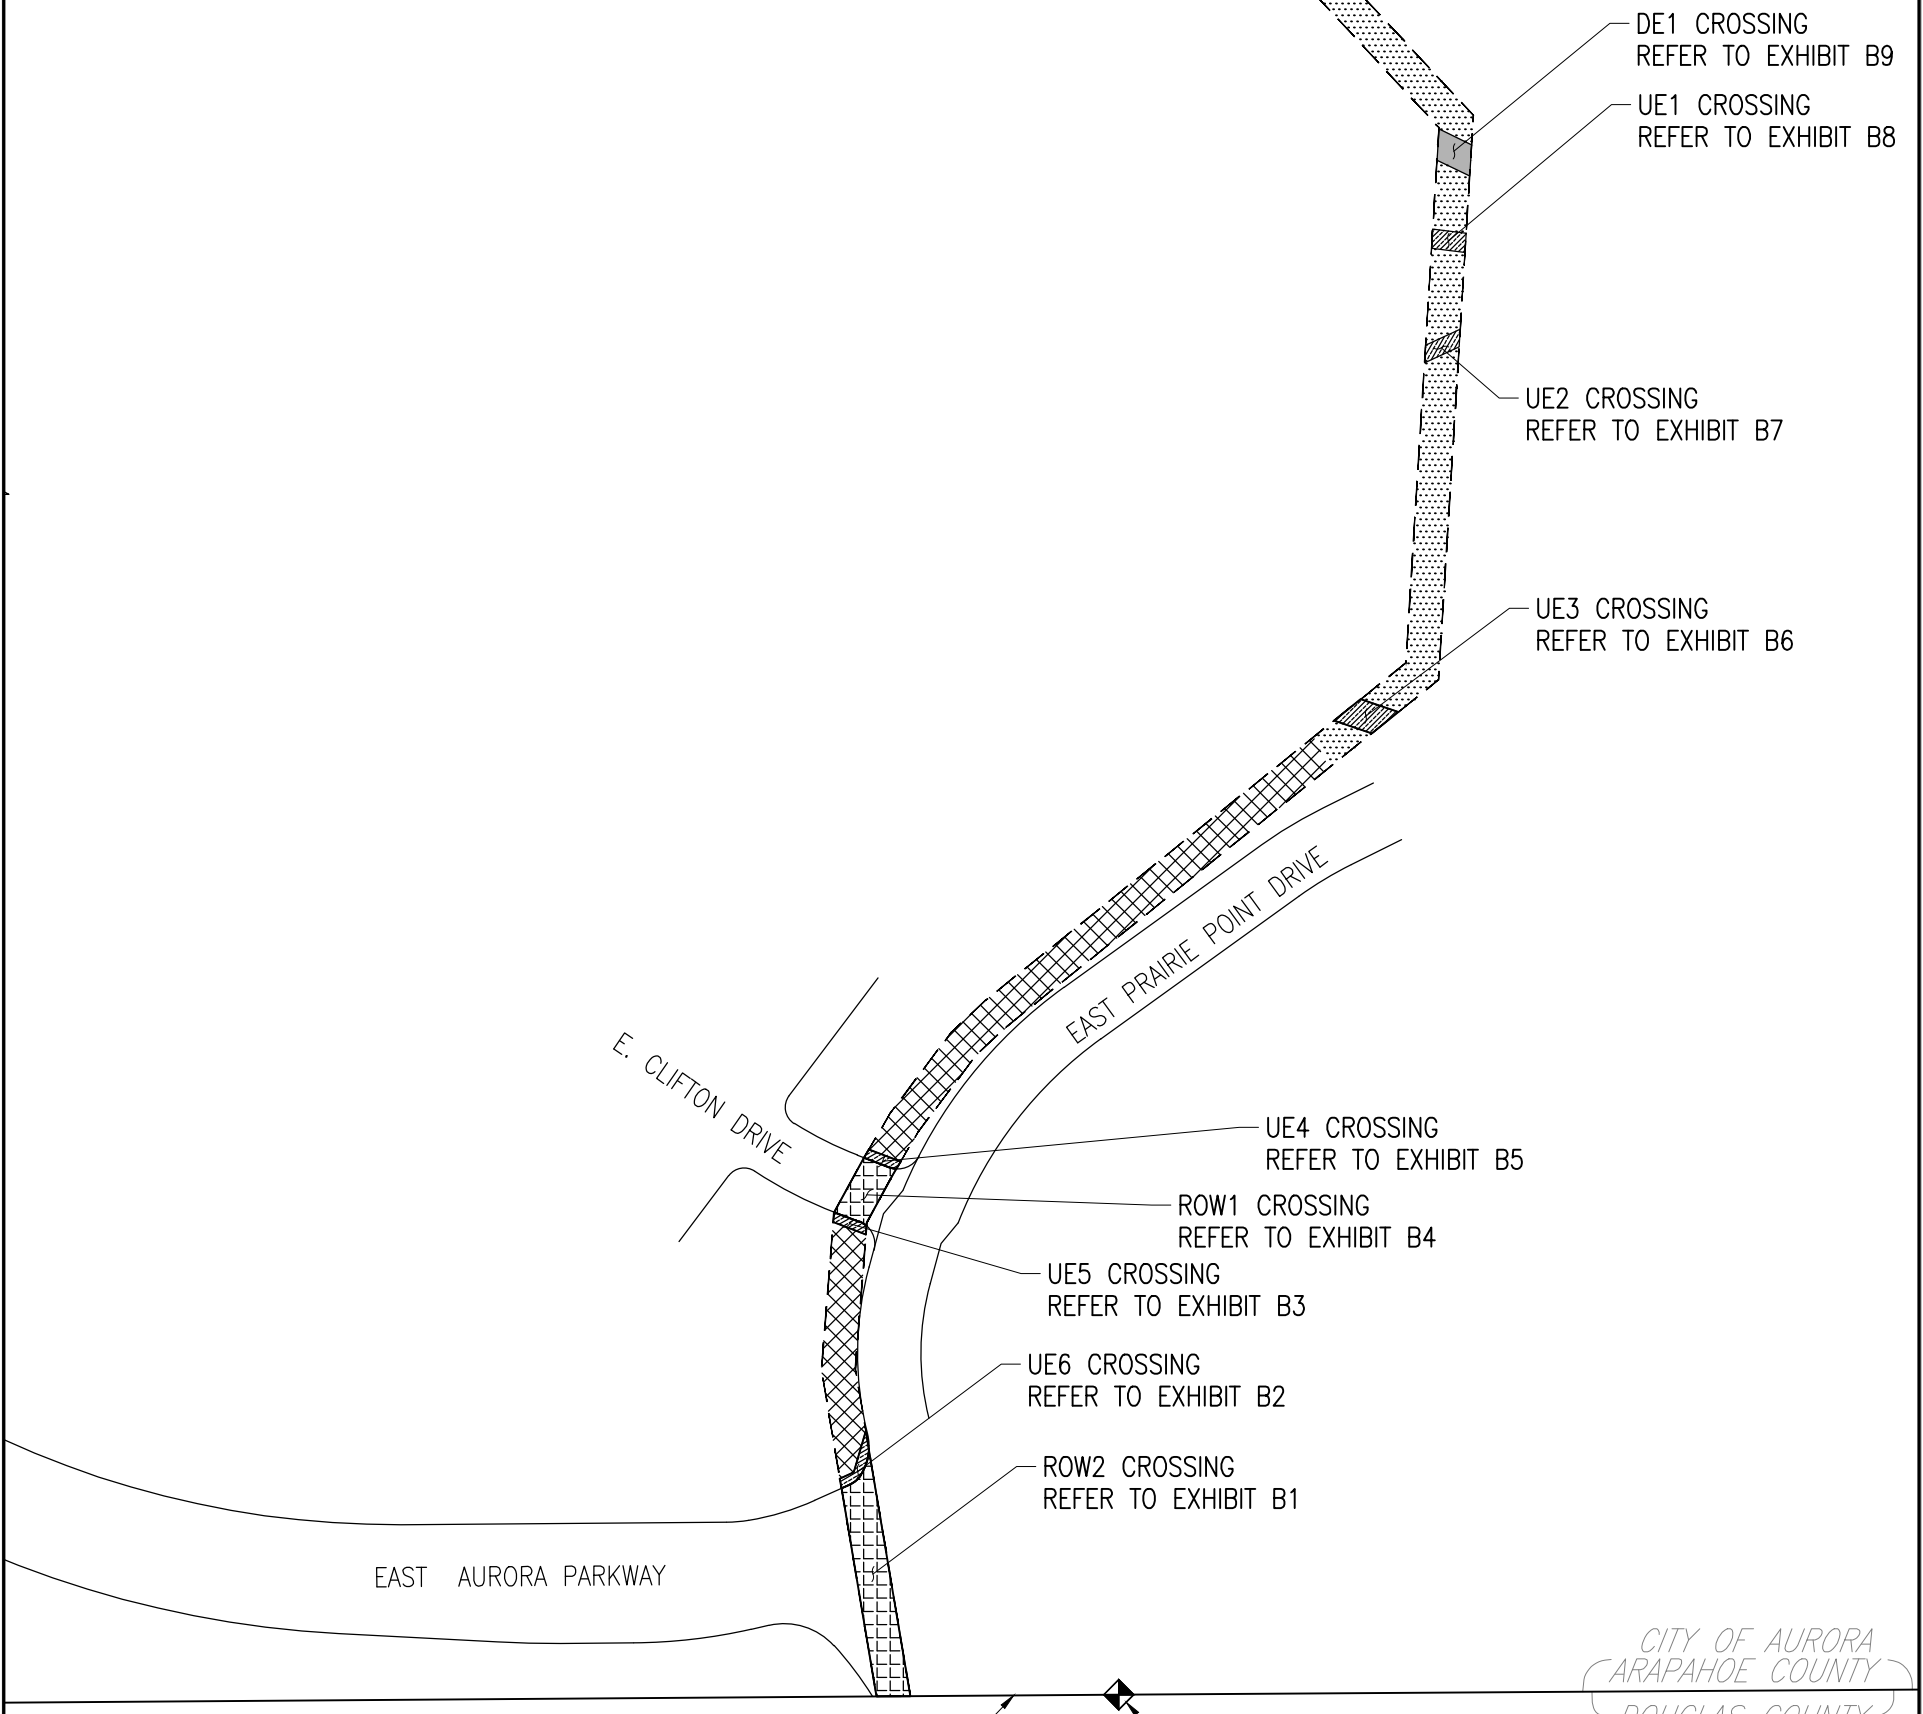 DE1 CROSSING
REFER TO EXHIBIT B9
UE1 CROSSING
REFER TO EXHIBIT B8
UE2 CROSSING
REFER TO EXHIBIT B7
UE3 CROSSING
REFER TO EXHIBIT B6
EAST PRAIRIE POINT DRIVE
E. CLIFTON DRIVE
UE4 CROSSING
REFER TO EXHIBIT B5
ROW1 CROSSING
REFER TO EXHIBIT B4
UE5 CROSSING
REFER TO EXHIBIT B3
UE6 CROSSING
REFER TO EXHIBIT B2
ROW2 CROSSING
REFER TO EXHIBIT B1
EAST AURORA PARKWAY
CITY OF AURORA
ARAPAHOE COUNTY
DOUGLAS COUNTY